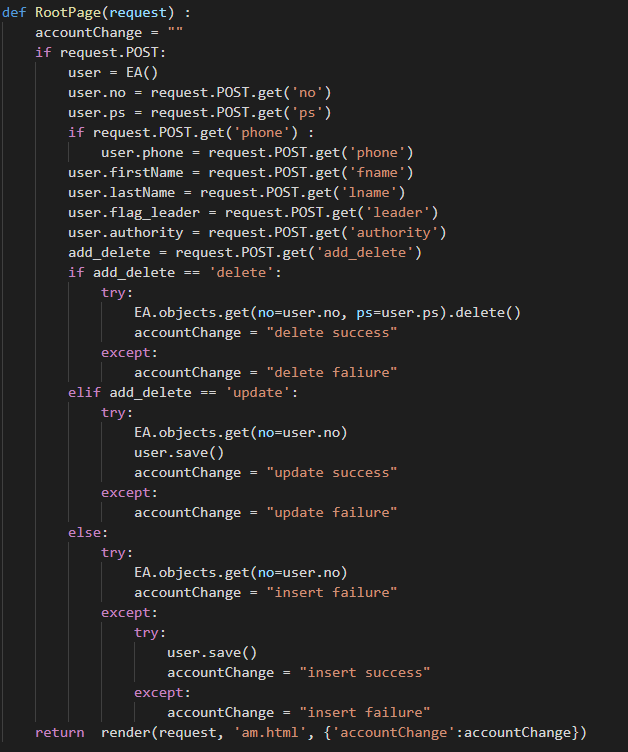 def RootPage(request) :
    accountChange = ""
    if request.POST:
        user = EA()
        user.no = request.POST.get('no')
        user.ps = request.POST.get('ps')
        if request.POST.get('phone') :
            user.phone = request.POST.get('phone')
        user.firstName = request.POST.get('fname')
        user.lastName = request.POST.get('lname')
        user.flag_leader = request.POST.get('leader')
        user.authority = request.POST.get('authority')
        add_delete = request.POST.get('add_delete')
        if add_delete == 'delete':
            try:
                EA.objects.get(no=user.no, ps=user.ps).delete()
                accountChange = "delete success"
            except:
                accountChange = "delete faliure"
        elif add_delete == 'update':
            try:
                EA.objects.get(no=user.no)
                user.save()
                accountChange = "update success"
            except:
                accountChange = "update failure"
        else:
            try:
                EA.objects.get(no=user.no)
                accountChange = "insert failure"
            except:
                try:
                    user.save()
                    accountChange = "insert success"
                except:
                    accountChange = "insert failure"
    return  render(request, 'am.html', {'accountChange':accountChange})